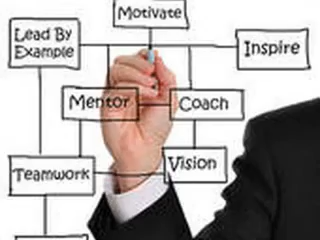 Motivate
Lead By
Example
Inspire
Mentor
Coach
Vision
Teamwork